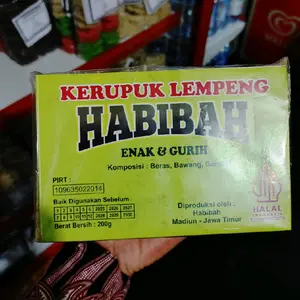 KERUPUK LEMPENG
HABIBAH
ENAK & GURIH
Komposisi : Beras, Bawang,
PIRT :
109635022014
Baik Digunakan Sebelum
Berat Bersih : 200g
Diproduksi oleh :
Habibah
Madiun - Jawa Timur
HALAL
INDONESIA